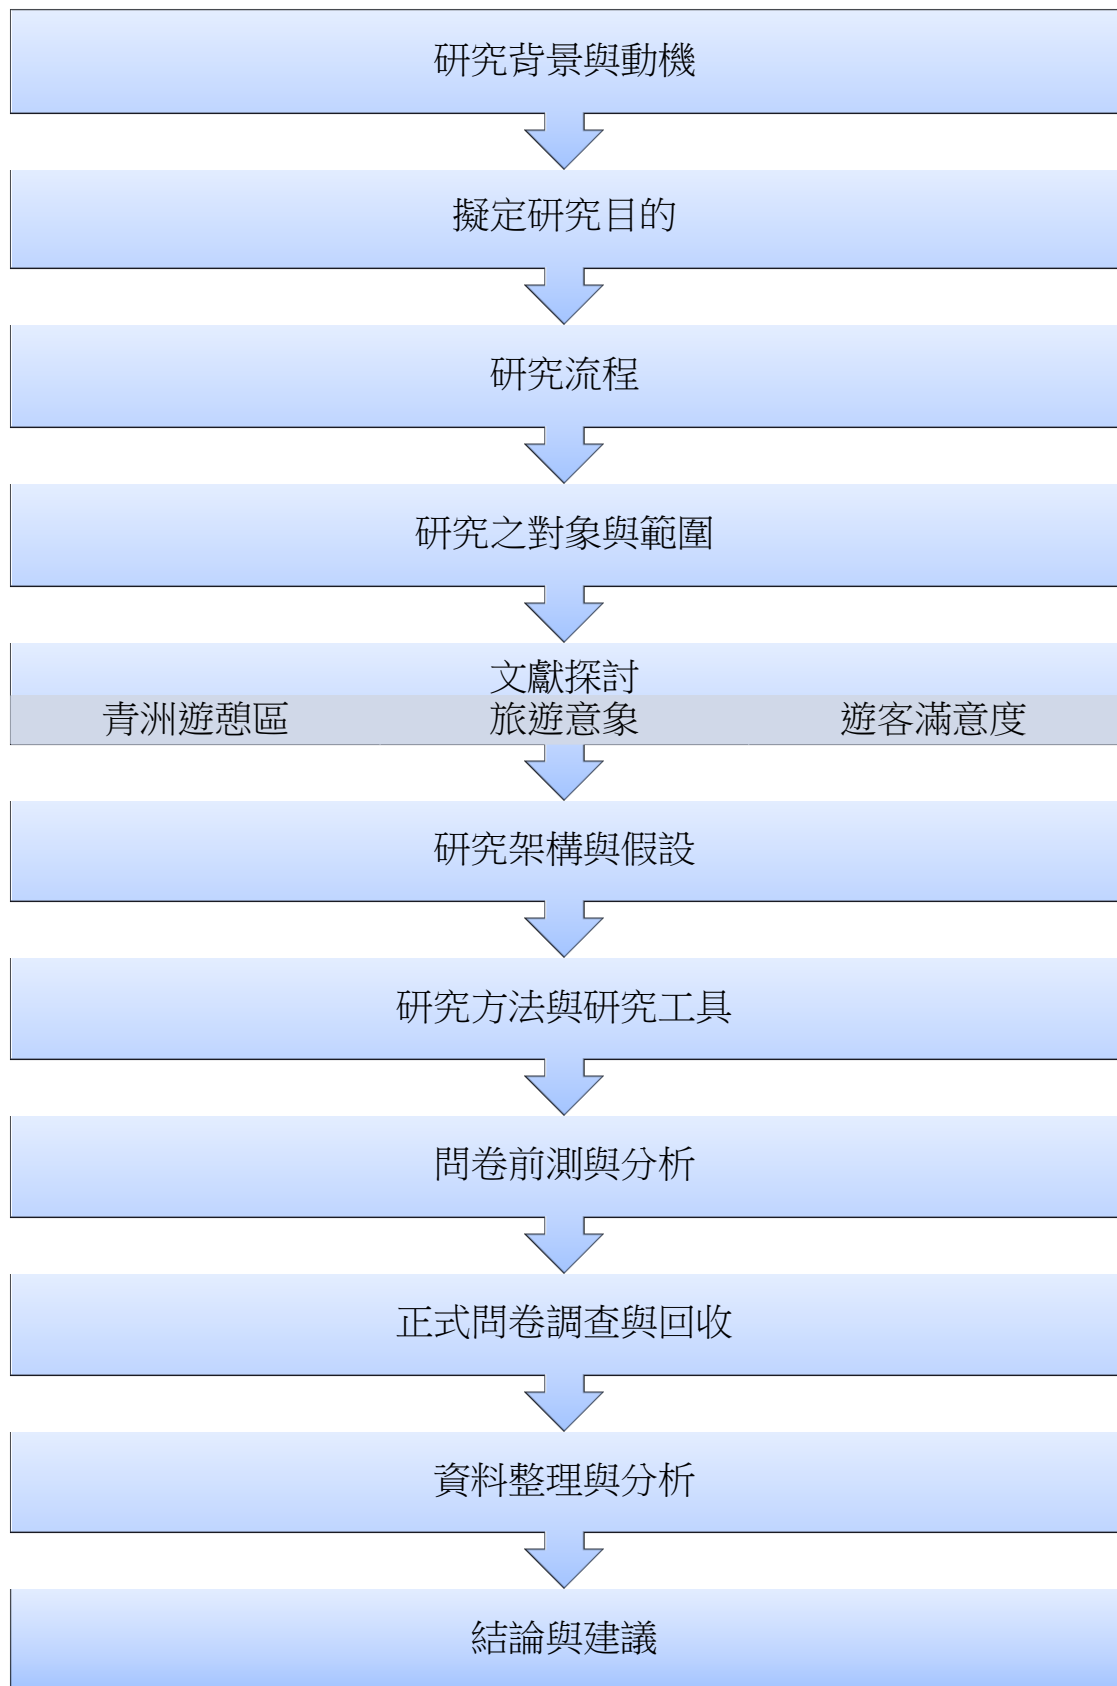 研究背景與動機
擬定研究目的
研究流程
研究之對象與範圍
文獻探討
青洲遊憩區 旅遊意象 遊客滿意度
研究架構與假設
研究方法與研究工具
問卷前測與分析
正式問卷調查與回收
資料整理與分析
結論與建議